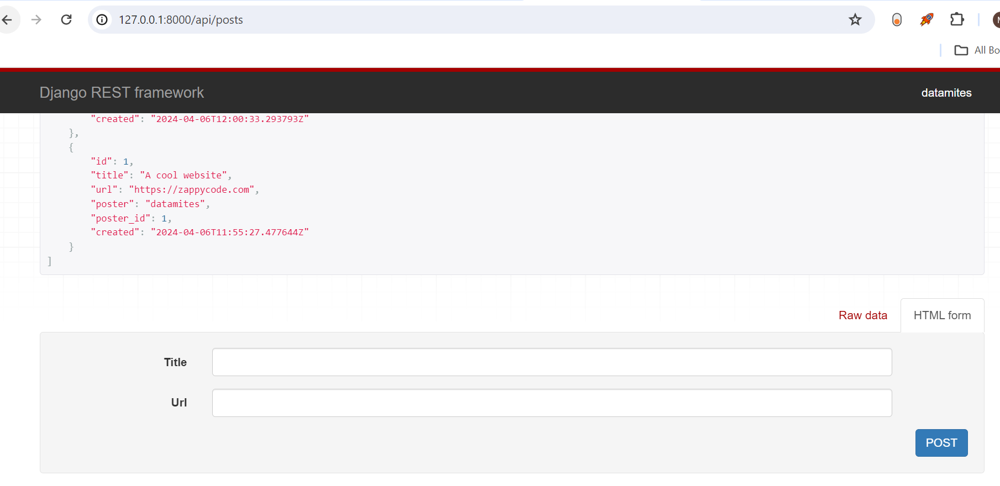 127.0.0.1:8000/api/posts
All Bo
Django REST framework
datamites
"created": "2024-04-06T12:00:33.293793Z"
},
{
"id": 1,
"title": "A cool website",
"url": "https://zappycode.com",
"poster": "datamites",
"poster_id": 1,
"created": "2024-04-06T11:55:27.477644Z"
}
]
Raw data
HTML form
Title
Url
POST